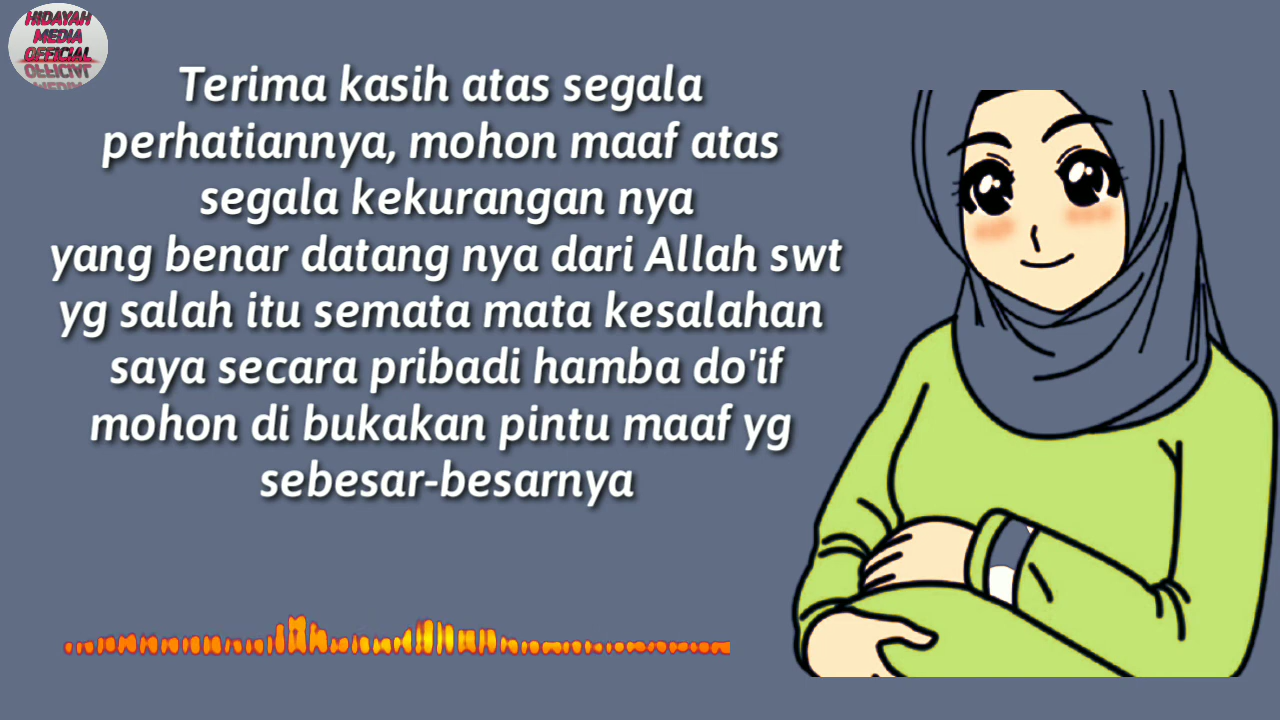 HIDAYAH
MEDIA
OFFICIAL
Terima kasih atas segala
perhatiannya, mohon maaf atas
segala kekurangan nya
yang benar datang nya dari Allah swt
yg salah itu semata mata kesalahan
saya secara pribadi hamba do'if
mohon di bukakan pintu maaf yg
sebesar-besarnya